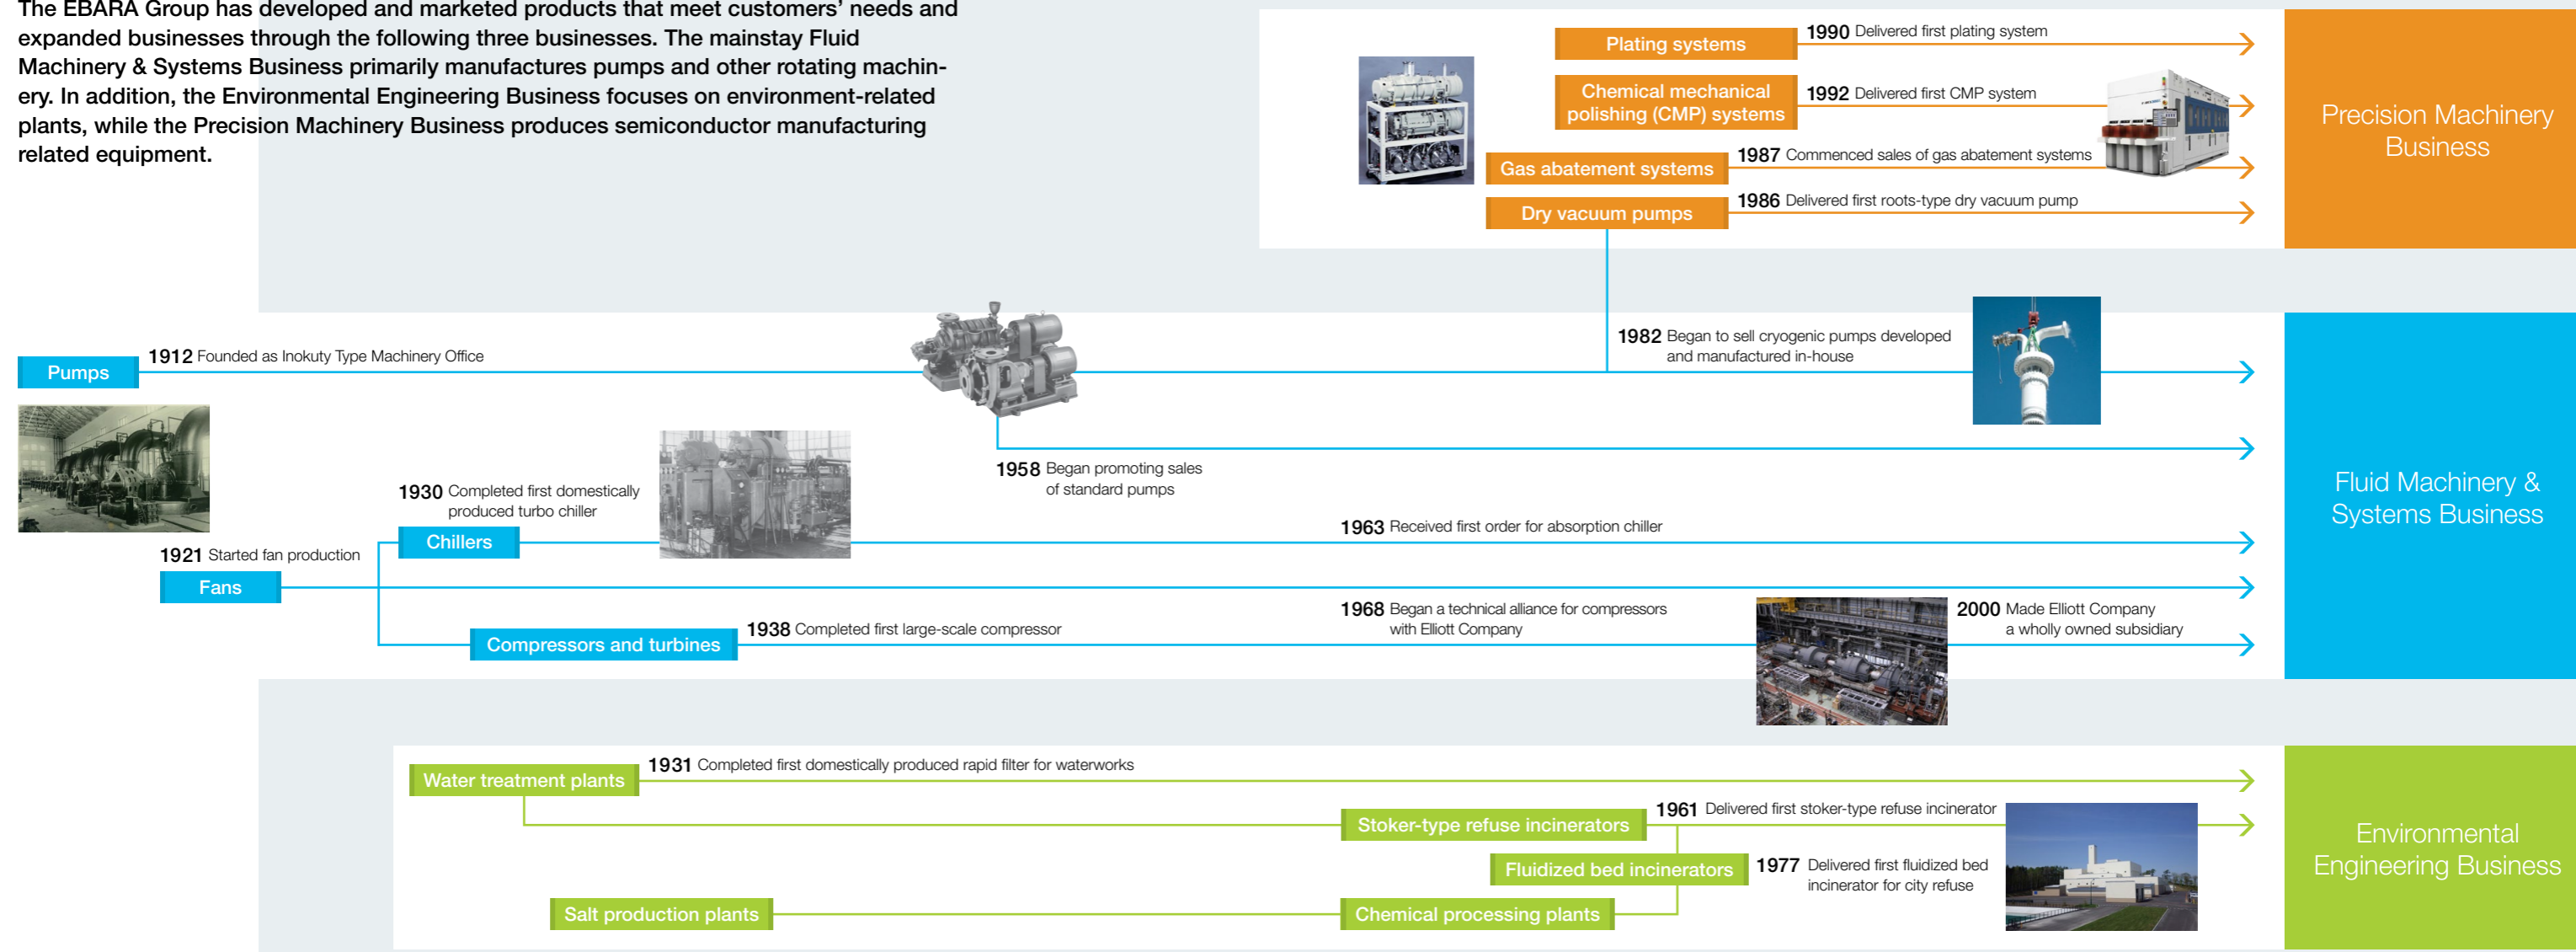 The EBARA Group has developed and marketed products that meet customers' needs and
expanded businesses through the following three businesses. The mainstay Fluid
Machinery & Systems Business primarily manufactures pumps and other rotating machin-
ery. In addition, the Environmental Engineering Business focuses on environment-related
plants, while the Precision Machinery Business produces semiconductor manufacturing
related equipment.
Plating systems
1990 Delivered first plating system
Chemical mechanical
polishing (CMP) systems
1992 Delivered first CMP system
Gas abatement systems
1987 Commenced sales of gas abatement systems
Dry vacuum pumps
1986 Delivered first roots-type dry vacuum pump
Precision Machinery
Business
Pumps
1912 Founded as Inokuty Type Machinery Office
1982 Began to sell cryogenic pumps developed
and manufactured in-house
1958 Began promoting sales
of standard pumps
1930 Completed first domestically
produced turbo chiller
Chillers
1963 Received first order for absorption chiller
1921 Started fan production
Fans
Compressors and turbines
1938 Completed first large-scale compressor
1968 Began a technical alliance for compressors
with Elliott Company
2000 Made Elliott Company
a wholly owned subsidiary
Fluid Machinery &
Systems Business
Water treatment plants
1931 Completed first domestically produced rapid filter for waterworks
Stoker-type refuse incinerators
1961 Delivered first stoker-type refuse incinerator
Fluidized bed incinerators
1977 Delivered first fluidized bed
incinerator for city refuse
Salt production plants
Chemical processing plants
Environmental
Engineering Business